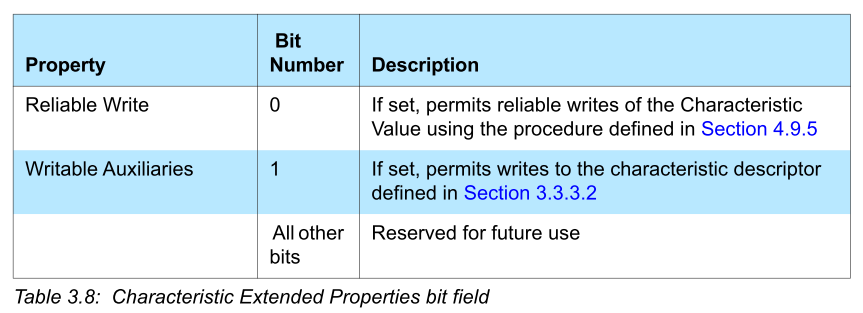 Property Bit Number Description
Reliable Write 0 If set, permits reliable writes of the Characteristic
Value using the procedure defined in Section 4.9.5
Writable Auxiliaries 1 If set, permits writes to the characteristic descriptor
defined in Section 3.3.3.2
All other bits Reserved for future use
Table 3.8: Characteristic Extended Properties bit field